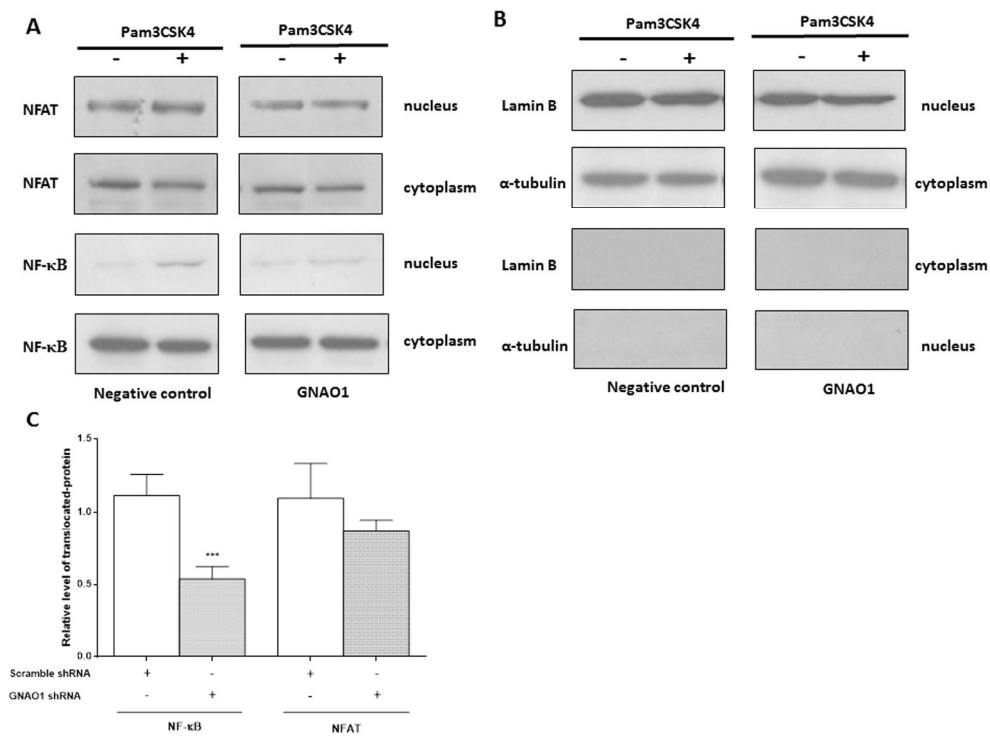 A
Pam3CSK4 Pam3CSK4
- + - +
NFAT nucleus
NFAT cytoplasm
NF-κB nucleus
NF-κB cytoplasm
Negative control GNAO1
B
Pam3CSK4 Pam3CSK4
- + - +
Lamin B nucleus
α-tubulin cytoplasm
Lamin B cytoplasm
α-tubulin nucleus
Negative control GNAO1
C
Relative level of translocated-protein
1.5
1.0
0.5
0.0
***
Scramble shRNA + - + -
GNAO1 shRNA - + - +
NF-κB NFAT